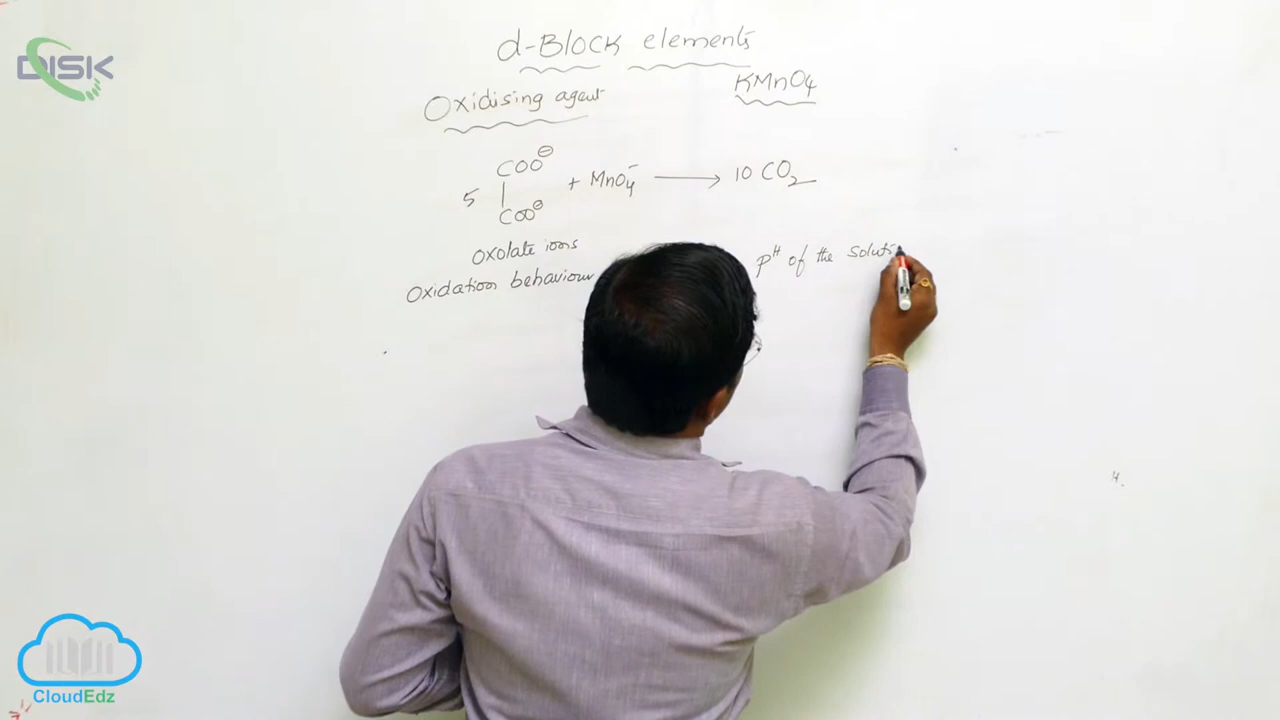 DISK
d-Block elements
KMnO4
Oxidising agent
5 COO⊖ + MnO4⁻ ⟶ 10 CO2
COO⊖
Oxolate ions
Oxidation behaviour
pH of the soluti
CloudEdz